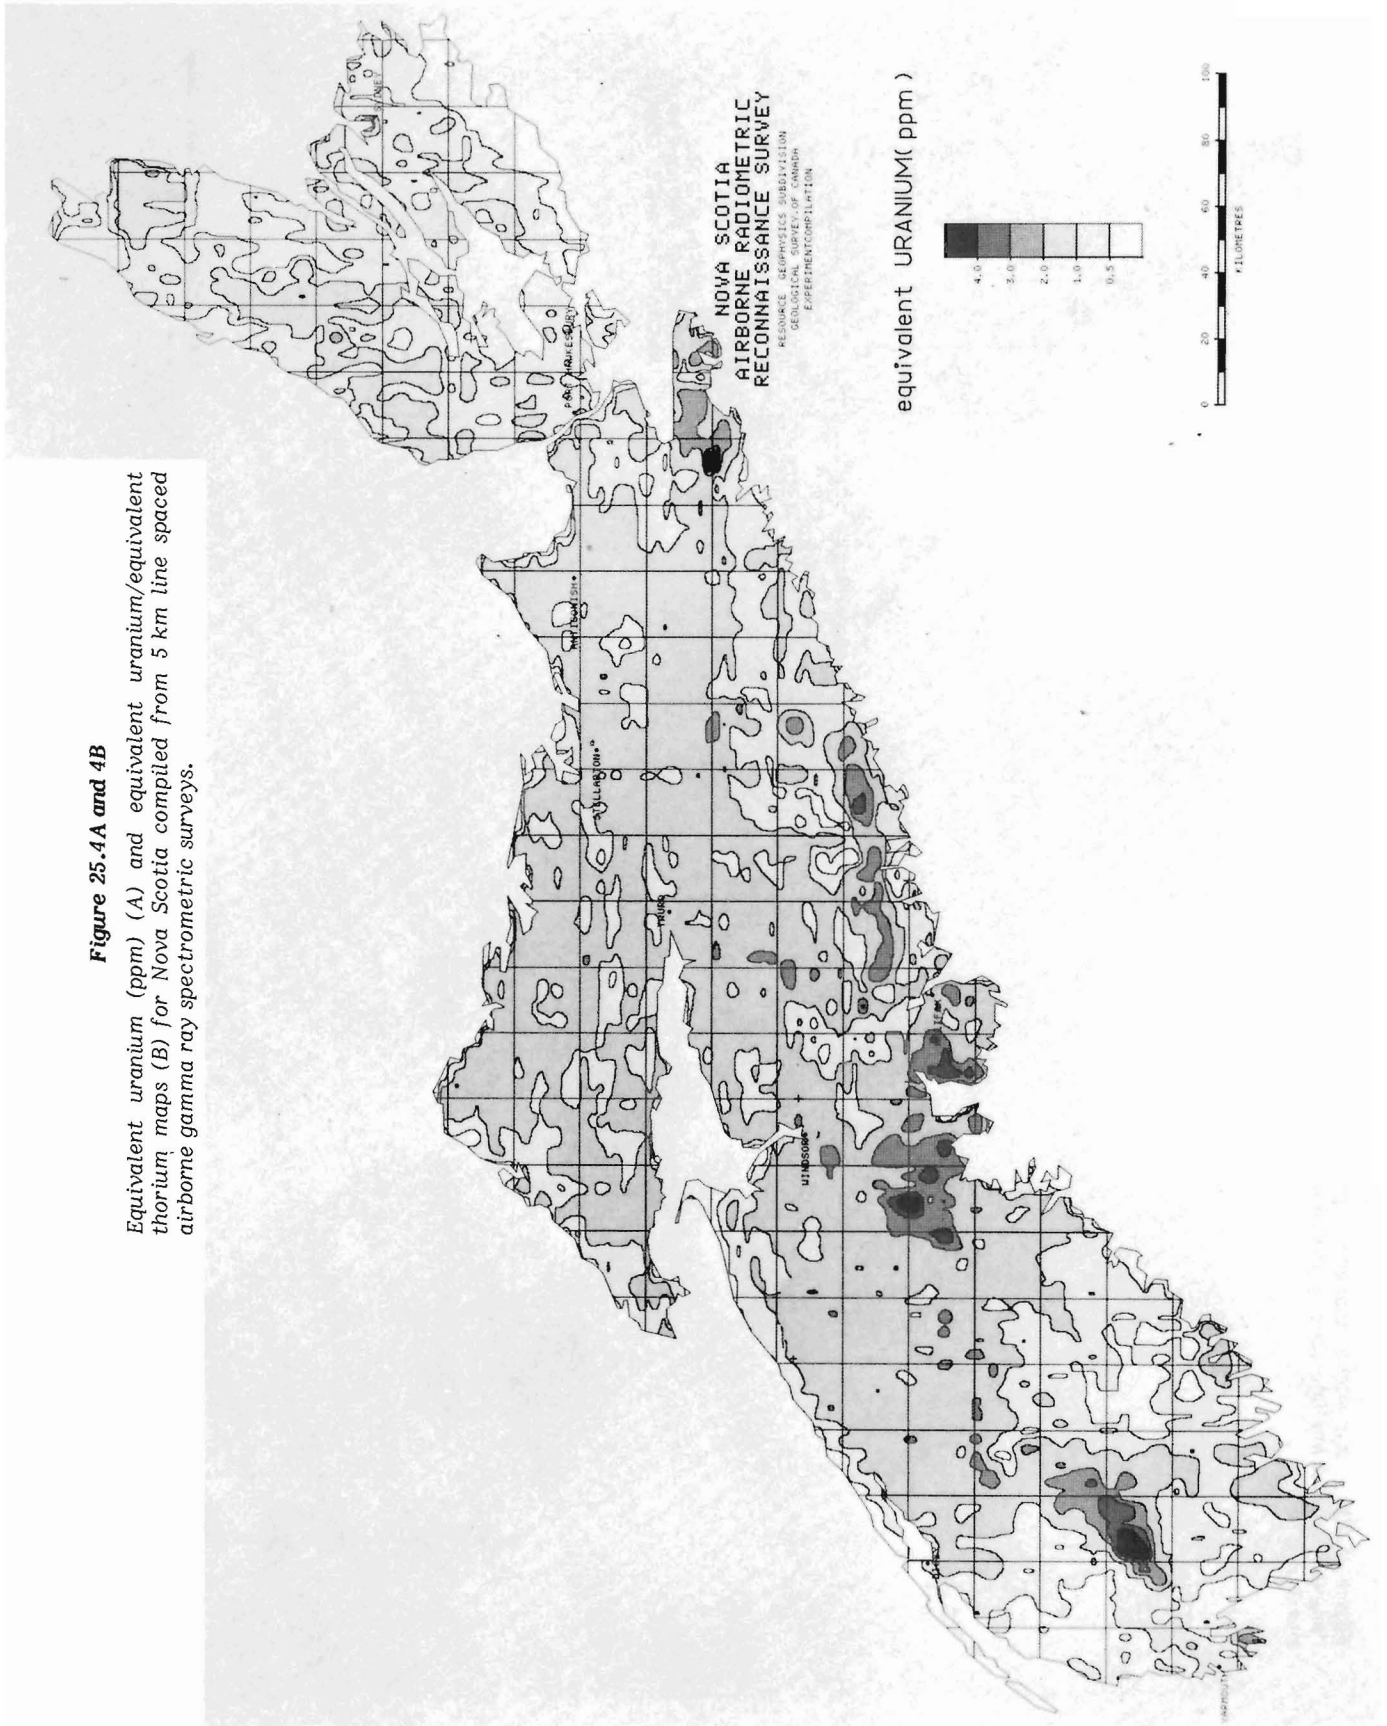 Figure 25.4A and 4B
Equivalent uranium (ppm) (A) and equivalent uranium/equivalent
thorium maps (B) for Nova Scotia compiled from 5 km line spaced
airborne gamma ray spectrometric surveys.
NOVA SCOTIA
AIRBORNE RADIOMETRIC
RECONNAISSANCE SURVEY
RESOURCE GEOPHYSICS SUBDIVISION
GEOLOGICAL SURVEY OF CANADA
EXPERIMENTCOMPILATION
equivalent URANIUM(ppm)
4.0
3.0
2.0
1.0
0.5
0 20 40 60 80 100
KILOMETRES
SYDNEY
PORT HAWKESBURY
ANTIGONISH
STELLARTON
TRURO
WINDSOR
YARMOUTH